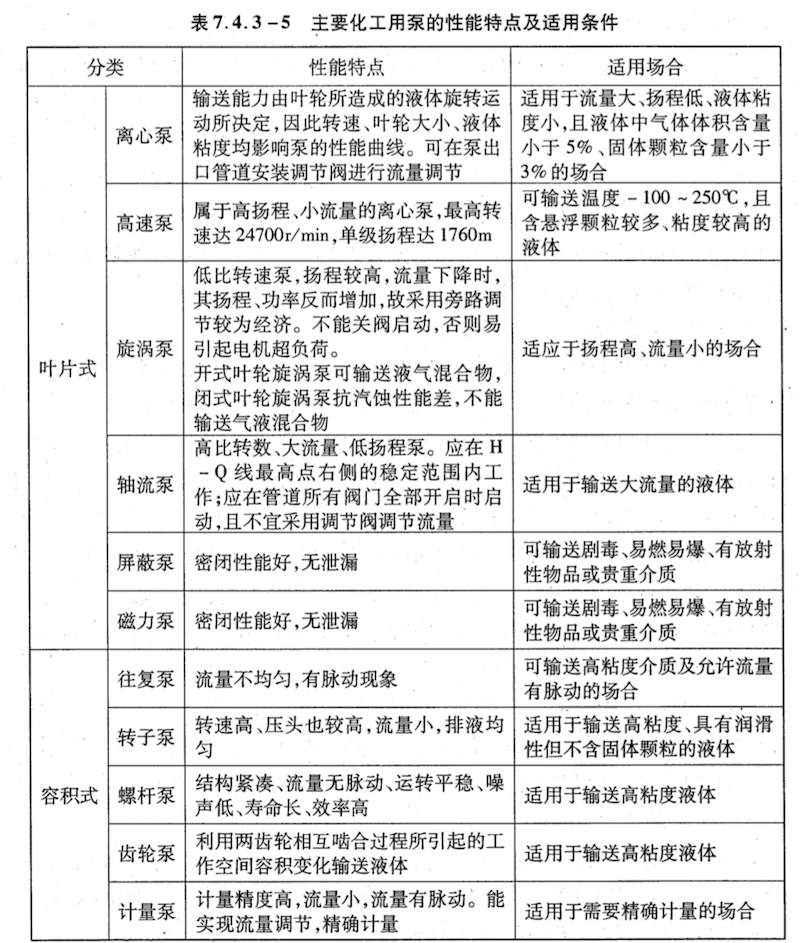 表7.4.3-5 主要化工用泵的性能特点及适用条件
分类 性能特点 适用场合
叶片式
离心泵
输送能力由叶轮所造成的液体旋转运
动所决定,因此转速、叶轮大小、液体
粘度均影响泵的性能曲线。可在泵出
口管道安装调节阀进行流量调节
适用于流量大、扬程低、液体粘
度小,且液体中气体体积含量
小于5%、固体颗粒含量小于
3%的场合
高速泵
属于高扬程、小流量的离心泵,最高转
速达24700r/min,单级扬程达1760m
可输送温度-100~250℃,且
含悬浮颗粒较多、粘度较高的
液体
旋涡泵
低比转速泵,扬程较高,流量下降时,
其扬程、功率反而增加,故采用旁路调
节较为经济。不能关阀启动,否则易
引起电机超负荷。
开式叶轮旋涡泵可输送液气混合物,
闭式叶轮旋涡泵抗汽蚀性能差,不能
输送气液混合物
适应于扬程高、流量小的场合
轴流泵
高比转数、大流量、低扬程泵。应在H
-Q线最高点右侧的稳定范围内工
作;应在管道所有阀门全部开启时启
动,且不宜采用调节阀调节流量
适用于输送大流量的液体
屏蔽泵
密闭性能好,无泄漏
可输送剧毒、易燃易爆、有放射
性物品或贵重介质
磁力泵
密闭性能好,无泄漏
可输送剧毒、易燃易爆、有放射
性物品或贵重介质
容积式
往复泵
流量不均匀,有脉动现象
可输送高粘度介质及允许流量
有脉动的场合
转子泵
转速高、压头也较高,流量小,排液均
匀
适用于输送高粘度、具有润滑
性但不含固体颗粒的液体
螺杆泵
结构紧凑、流量无脉动、运转平稳、噪
声低、寿命长、效率高
适用于输送高粘度液体
齿轮泵
利用两齿轮相互啮合过程所引起的工
作空间容积变化输送液体
适用于输送高粘度液体
计量泵
计量精度高,流量小,流量有脉动。能
实现流量调节,精确计量
适用于需要精确计量的场合